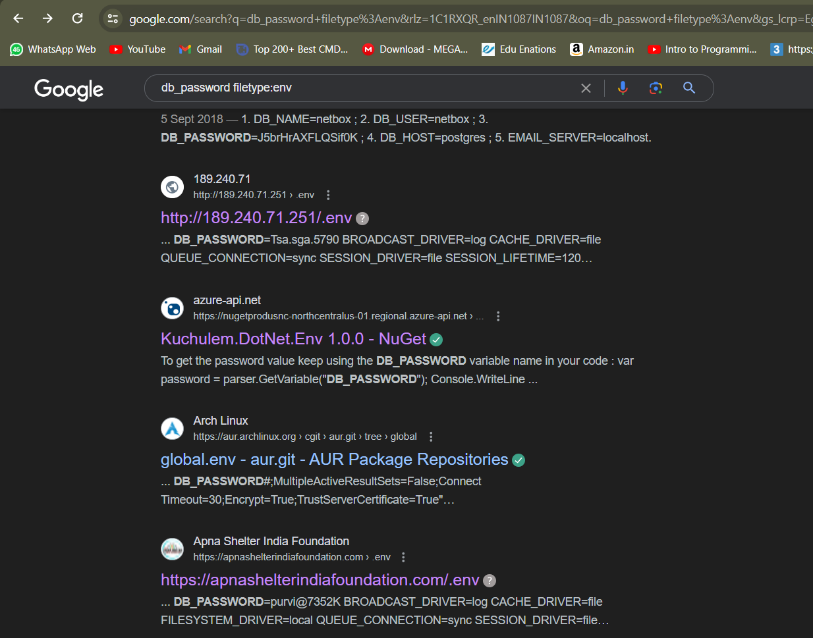 google.com/search?q=db_password+filetype%3Aenv&rlz=1C1RXQR_enIN1087IN1087&oq=db_password+filetype%3Aenv&gs_lcrp=E
WhatsApp Web YouTube Gmail Top 200+ Best CMD... Download - MEGA... Edu Enations Amazon.in Intro to Programmi... https:
Google db_password filetype:env
5 Sept 2018 — 1. DB_NAME=netbox ; 2. DB_USER=netbox ; 3.
DB_PASSWORD=J5brHrAXFLQSif0K ; 4. DB_HOST=postgres ; 5. EMAIL_SERVER=localhost.
189.240.71
http://189.240.71.251 › .env
http://189.240.71.251/.env
... DB_PASSWORD=Tsa.sga.5790 BROADCAST_DRIVER=log CACHE_DRIVER=file
QUEUE_CONNECTION=sync SESSION_DRIVER=file SESSION_LIFETIME=120...
azure-api.net
https://nugetprodusnc-northcentralus-01.regional.azure-api.net › ...
Kuchulem.DotNet.Env 1.0.0 - NuGet
To get the password value keep using the DB_PASSWORD variable name in your code : var
password = parser.GetVariable("DB_PASSWORD"); Console.WriteLine ...
Arch Linux
https://aur.archlinux.org › cgit › aur.git › tree › global
global.env - aur.git - AUR Package Repositories
... DB_PASSWORD#;MultipleActiveResultSets=False;Connect
Timeout=30;Encrypt=True;TrustServerCertificate=True"...
Apna Shelter India Foundation
https://apnashelterindiafoundation.com › .env
https://apnashelterindiafoundation.com/.env
... DB_PASSWORD=purvi@7352K BROADCAST_DRIVER=log CACHE_DRIVER=file
FILESYSTEM_DRIVER=local QUEUE_CONNECTION=sync SESSION_DRIVER=file...